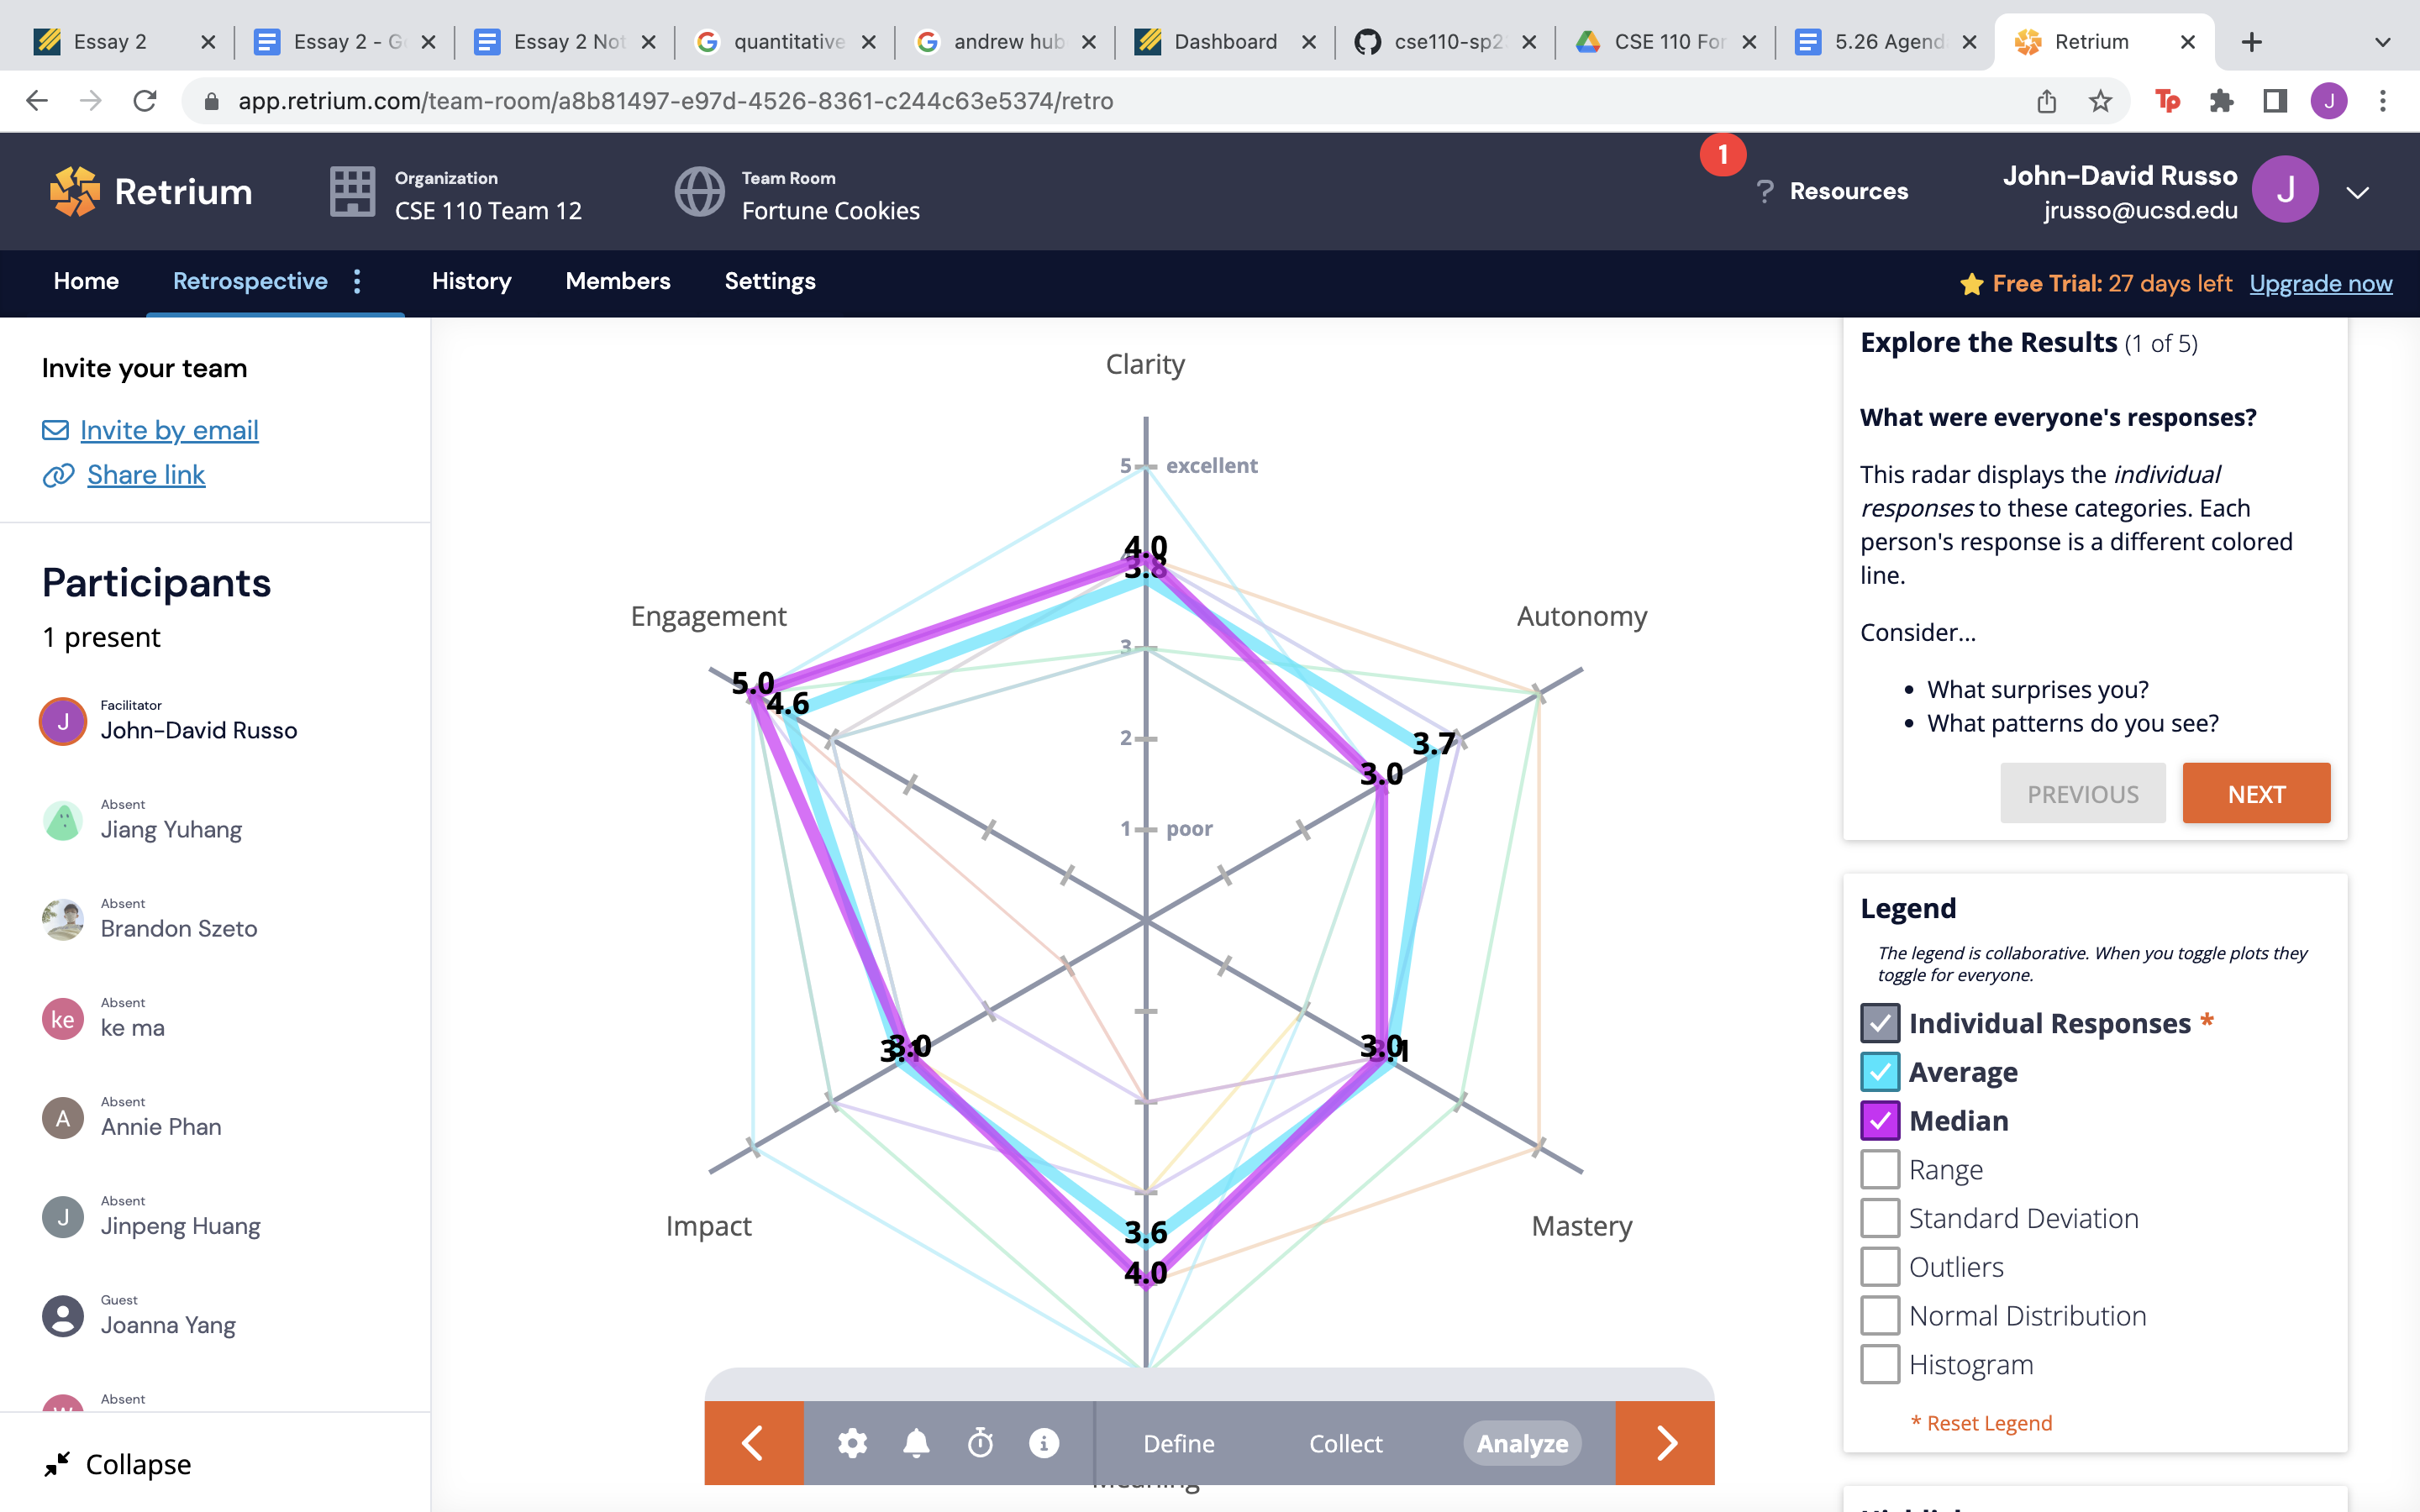 Essay 2
Essay 2 - G
Essay 2 Not
quantitative
andrew hub
Dashboard
cse110-sp2
CSE 110 For
5.26 Agend
Retrium
app.retrium.com/team-room/a8b81497-e97d-4526-8361-c244c63e5374/retro
Tp
J
Retrium
Organization
CSE 110 Team 12
Team Room
Fortune Cookies
1
? Resources
John-David Russo
jrusso@ucsd.edu
J
Home
Retrospective
History
Members
Settings
Free Trial: 27 days left
Upgrade now
Invite your team
Invite by email
Share link
Participants
1 present
J
Facilitator
John-David Russo
Absent
Jiang Yuhang
Absent
Brandon Szeto
ke
Absent
ke ma
A
Absent
Annie Phan
J
Absent
Jinpeng Huang
Guest
Joanna Yang
Absent
Collapse
Clarity
5
excellent
4.0
3.8
Engagement
Autonomy
3
5.0
4.6
2
3.7
3.0
1
poor
3.1
3.0
3.0
3.1
Impact
3.6
Mastery
4.0
Meaning
Define
Collect
Analyze
Explore the Results (1 of 5)
What were everyone's responses?
This radar displays the individual
responses to these categories. Each
person's response is a different colored
line.
Consider...
• What surprises you?
• What patterns do you see?
PREVIOUS
NEXT
Legend
The legend is collaborative. When you toggle plots they
toggle for everyone.
Individual Responses *
Average
Median
Range
Standard Deviation
Outliers
Normal Distribution
Histogram
* Reset Legend